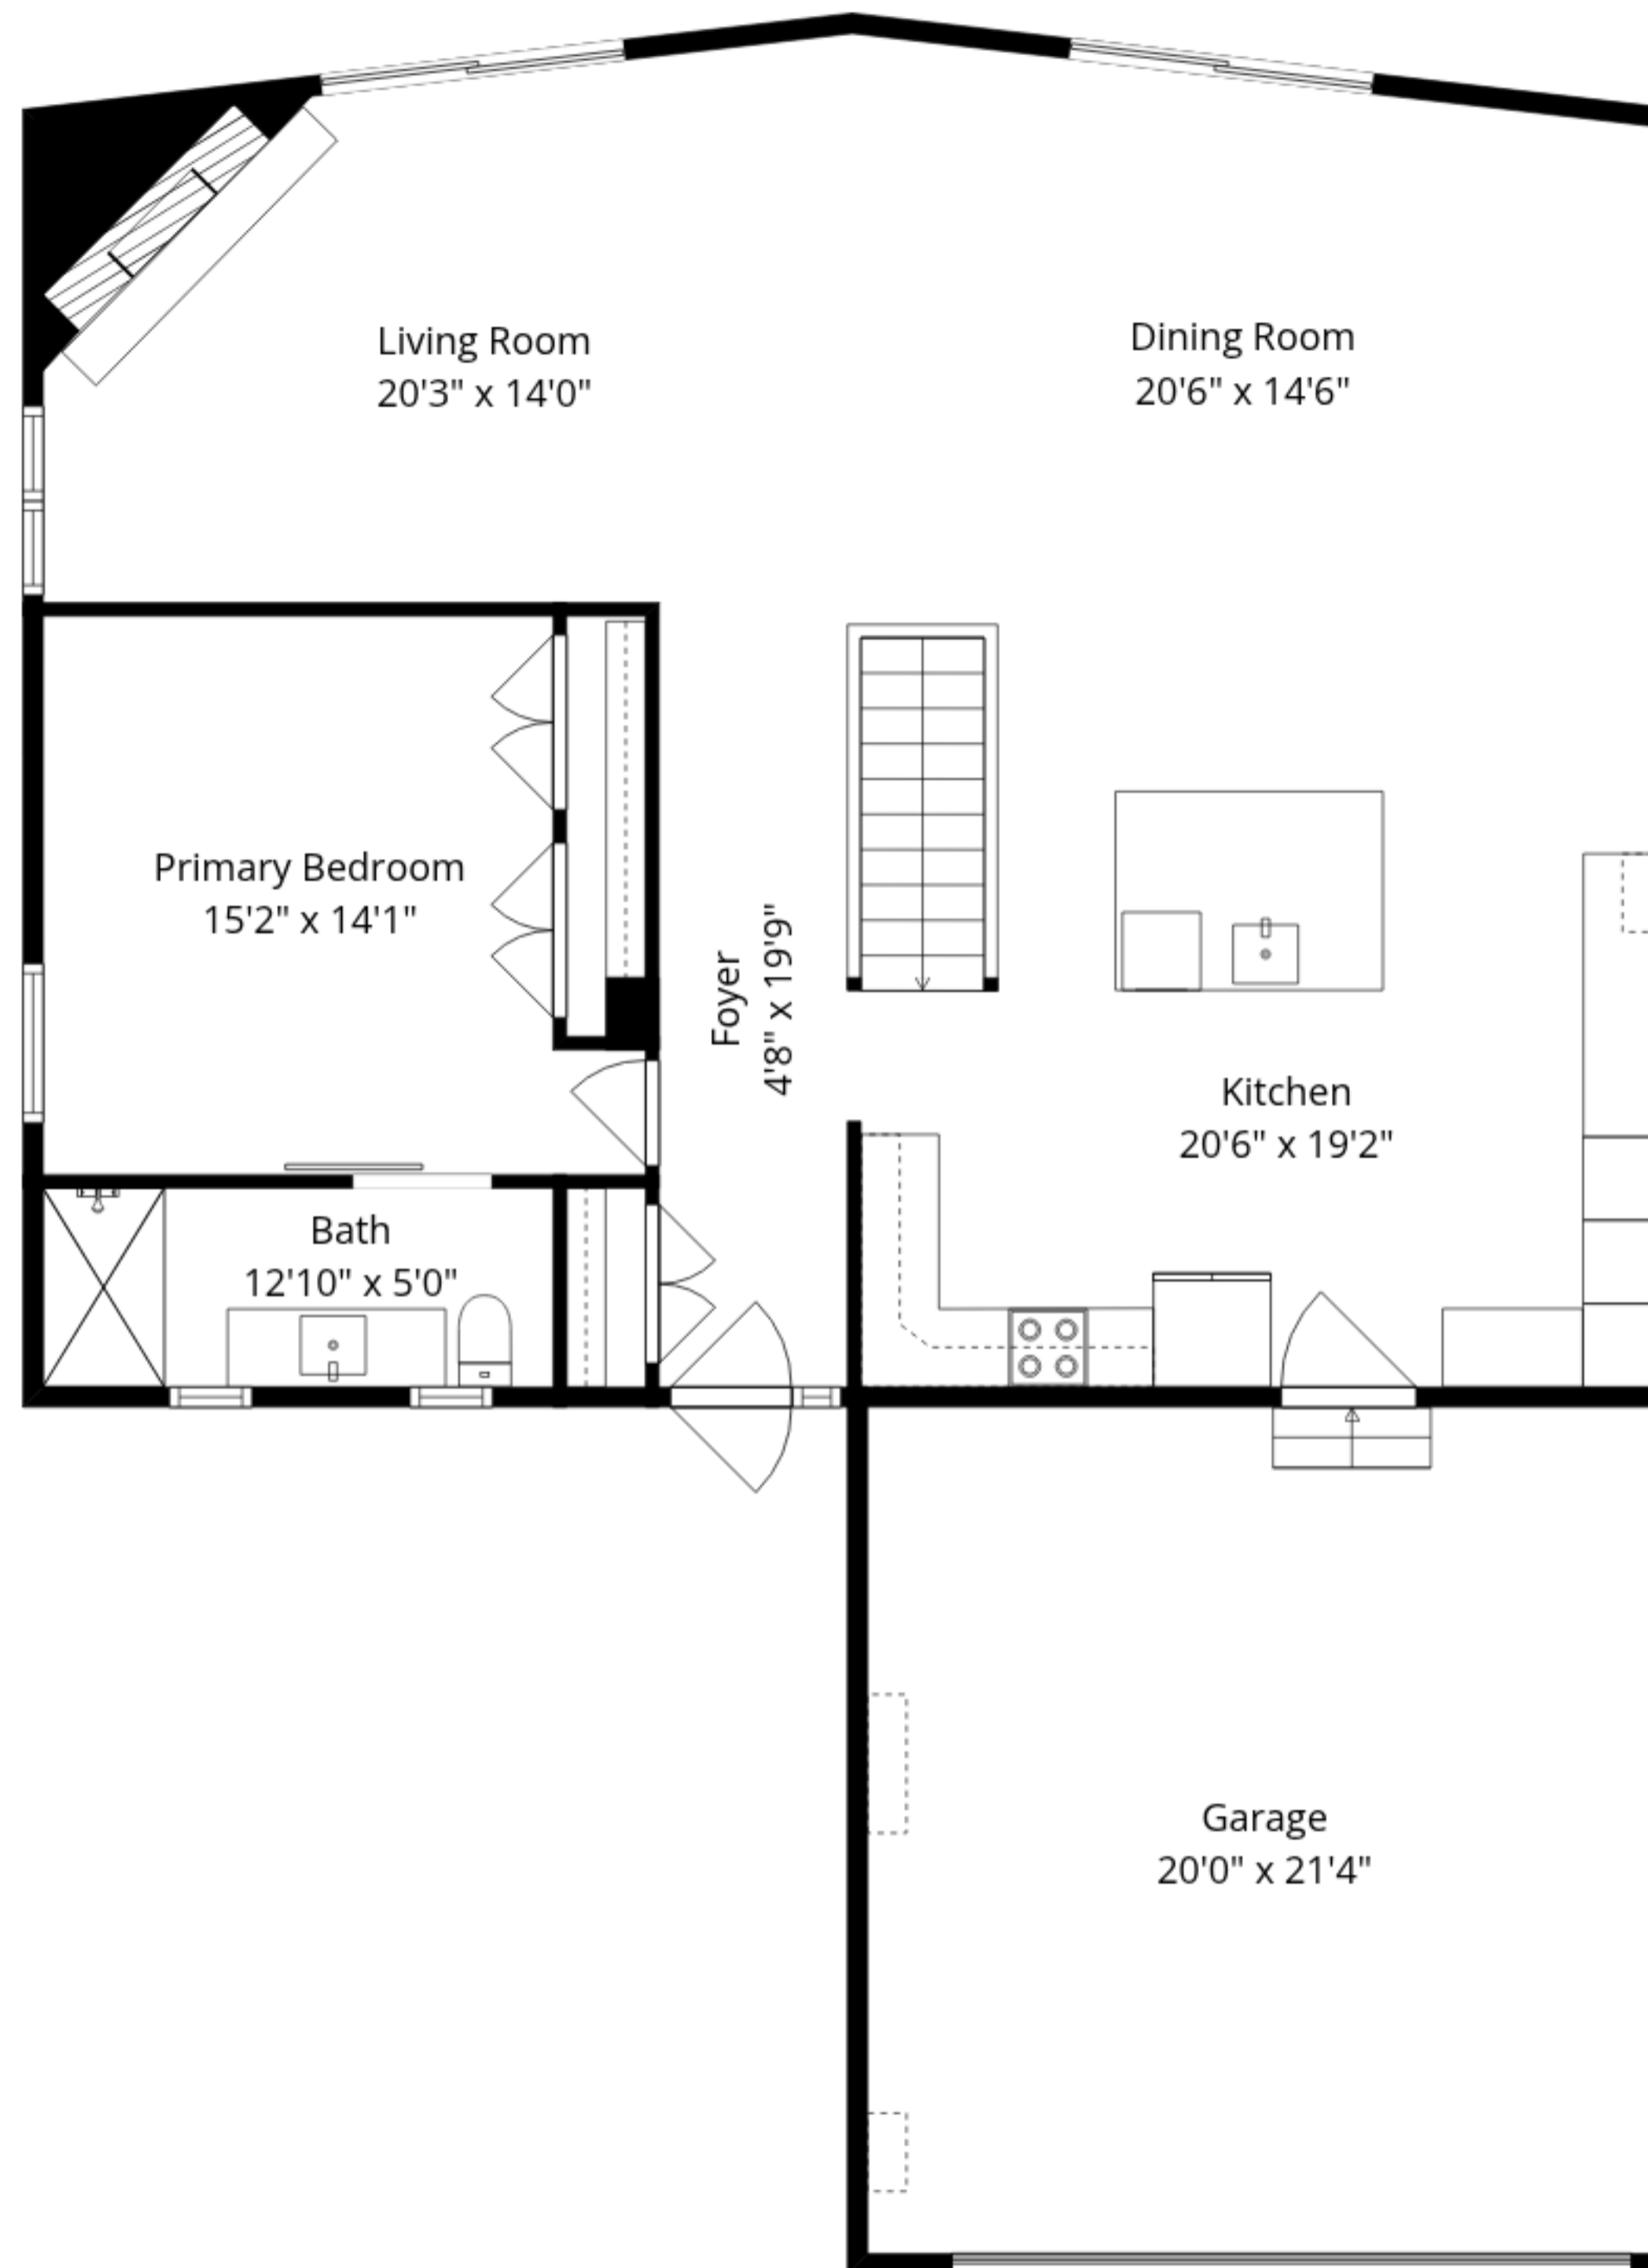 Living Room
20'3" x 14'0"
Dining Room
20'6" x 14'6"
Primary Bedroom
15'2" x 14'1"
Foyer
4'8" x 19'9"
Kitchen
20'6" x 19'2"
Bath
12'10" x 5'0"
Garage
20'0" x 21'4"